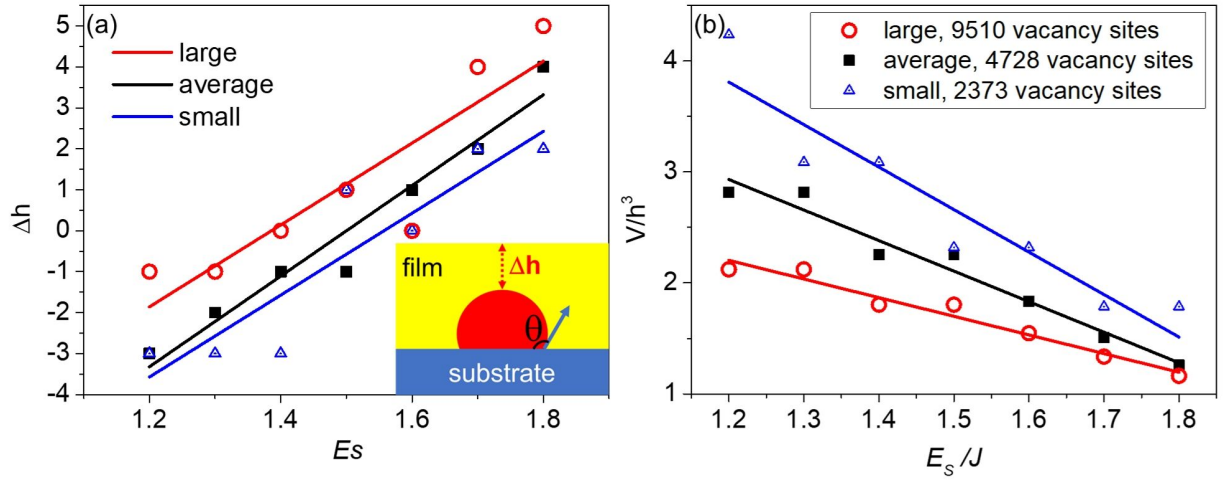 (a)
large
average
small
5
4
3
2
1
0
-1
-2
-3
-4
Δh
film
Δh
θ
substrate
1.2
1.4
1.6
1.8
Es
(b)
large, 9510 vacancy sites
average, 4728 vacancy sites
small, 2373 vacancy sites
4
3
2
1
V/h³
1.2
1.3
1.4
1.5
1.6
1.7
1.8
E_S/J